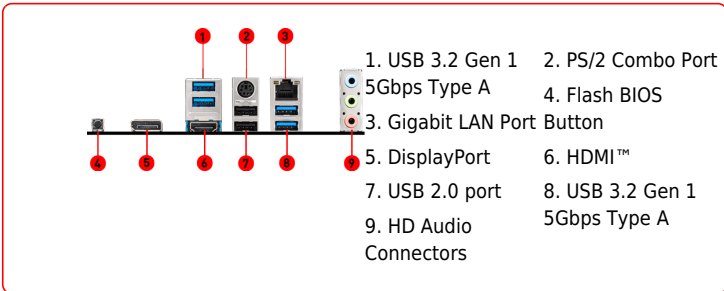 1
2
3
4
5
6
7
8
9
1. USB 3.2 Gen 1
5Gbps Type A
2. PS/2 Combo Port
3. Gigabit LAN Port
4. Flash BIOS
Button
5. DisplayPort
6. HDMI™
7. USB 2.0 port
8. USB 3.2 Gen 1
5Gbps Type A
9. HD Audio
Connectors